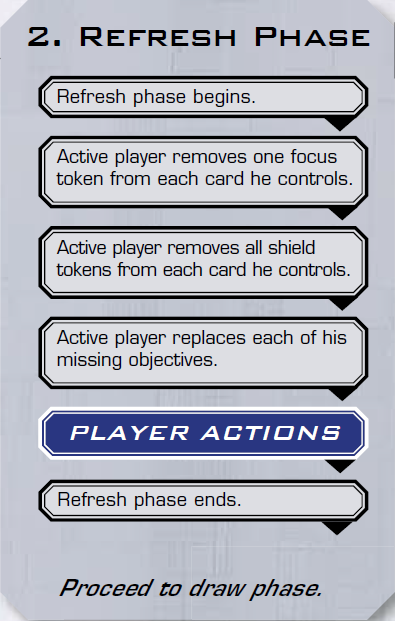 2. Refresh Phase
Refresh phase begins.
Active player removes one focus
token from each card he controls.
Active player removes all shield
tokens from each card he controls.
Active player replaces each of his
missing objectives.
PLAYER ACTIONS
Refresh phase ends.
Proceed to draw phase.